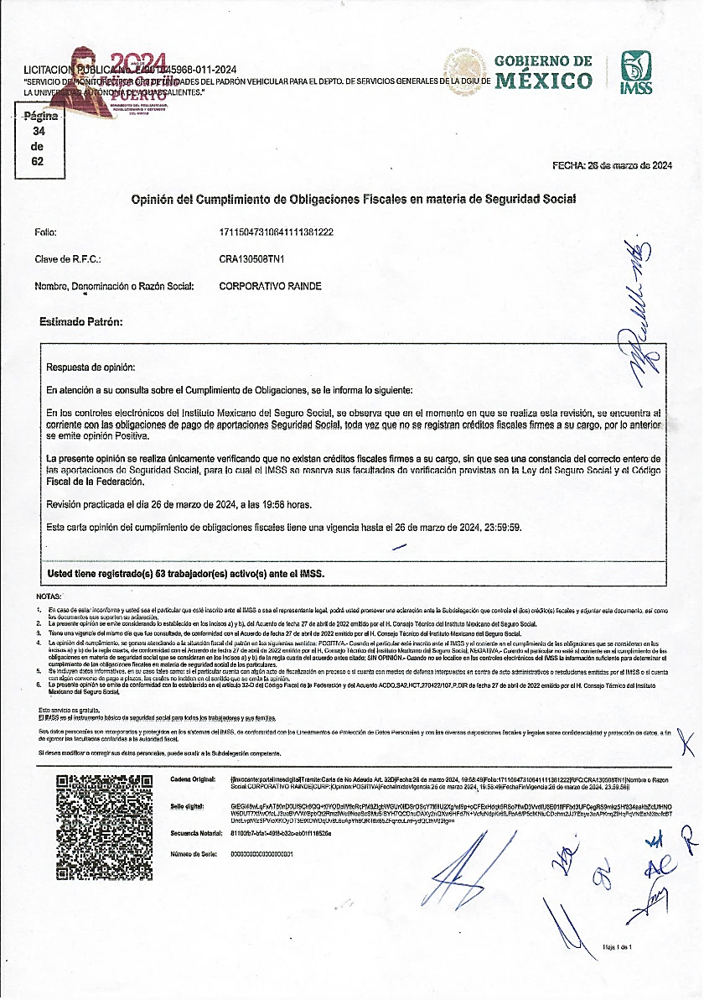 LICITACION PUBLICA No.
45968-011-2024
2024
AÑO DE
Felipe Carrillo
PUERTO
"SERVICIO DE MONITOREO
DEL PADRÓN VEHICULAR PARA EL DEPTO. DE SERVICIOS GENERALES DE LA DGIU DE
LA UNIVERSIDAD AUTÓNOMA DE AGUASCALIENTES."
GOBIERNO DE
MÉXICO
IMSS
Página
34
de
62
FECHA: 26 de marzo de 2024
Opinión del Cumplimiento de Obligaciones Fiscales en materia de Seguridad Social
Folio: 17115047310641111381222
Clave de R.F.C.: CRA130508TN1
Nombre, Denominación o Razón Social: CORPORATIVO RAINDE
Estimado Patrón:
Respuesta de opinión:
En atención a su consulta sobre el Cumplimiento de Obligaciones, se le informa lo siguiente:
En los controles electrónicos del Instituto Mexicano del Seguro Social, se observa que en el momento en que se realiza esta revisión, se encuentra al
corriente con las obligaciones de pago de aportaciones Seguridad Social, toda vez que no se registran créditos fiscales firmes a su cargo, por lo anterior
se emite opinión Positiva.
La presente opinión se realiza únicamente verificando que no existan créditos fiscales firmes a su cargo, sin que sea una constancia del correcto entero de
las aportaciones de Seguridad Social, para lo cual el IMSS se reserva sus facultades de verificación previstas en la Ley del Seguro Social y el Código
Fiscal de la Federación.
Revisión practicada el día 26 de marzo de 2024, a las 19:58 horas.
Esta carta opinión del cumplimiento de obligaciones fiscales tiene una vigencia hasta el 26 de marzo de 2024, 23:59:59.
Usted tiene registrado(s) 53 trabajador(es) activo(s) ante el IMSS.
NOTAS:
1. En caso de estar inconforme y usted sea el particular que esté inscrito ante el IMSS o sea el representante legal, podrá usted promover una aclaración ante la Subdelegación que controla el (los) crédito(s) fiscales y adjuntar este documento, así como
los documentos que soporten su aclaración.
2. La presente opinión se emite considerando lo establecido en los incisos a) y b), del Acuerdo de fecha 27 de abril de 2022 emitido por el H. Consejo Técnico del Instituto Mexicano del Seguro Social.
3. Tiene una vigencia del mismo día que fue consultada, de conformidad con el Acuerdo de fecha 27 de abril de 2022 emitido por el H. Consejo Técnico del Instituto Mexicano del Seguro Social.
4. La opinión del cumplimiento, se genera atendiendo a la situación fiscal del patrón en los siguientes sentidos: POSITIVA.- Cuando el particular esté inscrito ante el IMSS y al corriente en el cumplimiento de las obligaciones que se consideran en los
incisos a) y b) de la regla cuarta, de conformidad con el Acuerdo de fecha 27 de abril de 2022 emitido por el H. Consejo Técnico del Instituto Mexicano del Seguro Social. NEGATIVA.- Cuando el particular no esté al corriente en el cumplimiento de las
obligaciones en materia de seguridad social que se consideran en los incisos a) y b) de la regla cuarta del acuerdo antes citado; SIN OPINIÓN.- Cuando no se localice en los controles electrónicos del IMSS la información suficiente para determinar el
cumplimiento de las obligaciones fiscales en materia de seguridad social de los particulares.
5. Se incluyen datos informativos, en su caso tales como: si el particular cuenta con algún acto de fiscalización en proceso o si cuenta con medios de defensa interpuestos en contra de acto administrativo o resoluciones emitidas por el IMSS o si cuenta
con algún convenio de pago a plazos, los cuales no inciden en el sentido que se emite la opinión.
6. La presente opinión se emite de conformidad con lo establecido en el artículo 32-D del Código Fiscal de la Federación y del Acuerdo ACDO.SA2.HCT.270422/107.P.DIR de fecha 27 de abril de 2022 emitido por el H. Consejo Técnico del Instituto
Mexicano del Seguro Social.
Este servicio es gratuito.
El IMSS es el instrumento básico de seguridad social para todos los trabajadores y sus familias.
Sus datos personales son incorporados y protegidos en los sistemas del IMSS, de conformidad con los Lineamientos de Protección de Datos Personales y con las diversas disposiciones fiscales y legales sobre confidencialidad y protección de datos, a fin
de ejercer las facultades conferidas a la autoridad fiscal.
Si desea modificar o corregir sus datos personales, puede acudir a la Subdelegación competente.
Cadena Original: ||Invocante:portalimssdigital|Tramite:Carta de No Adeudo Art. 32D|Fecha:26 de marzo 2024, 19:58:49|Folio:17115047310641111381222|RFC:CRA130508TN1|Nombre o Razon
Social:CORPORATIVO RAINDE|CURP:|Opinion:POSITIVA|FechaInicioVigencia:26 de marzo 2024, 19:58:49|FechaFinVigencia:26 de marzo 2024, 23:59:59||
Sello digital:
Secuencia Notarial:
Número de Serie: 00000000000000000001
Hoja 1 de 1